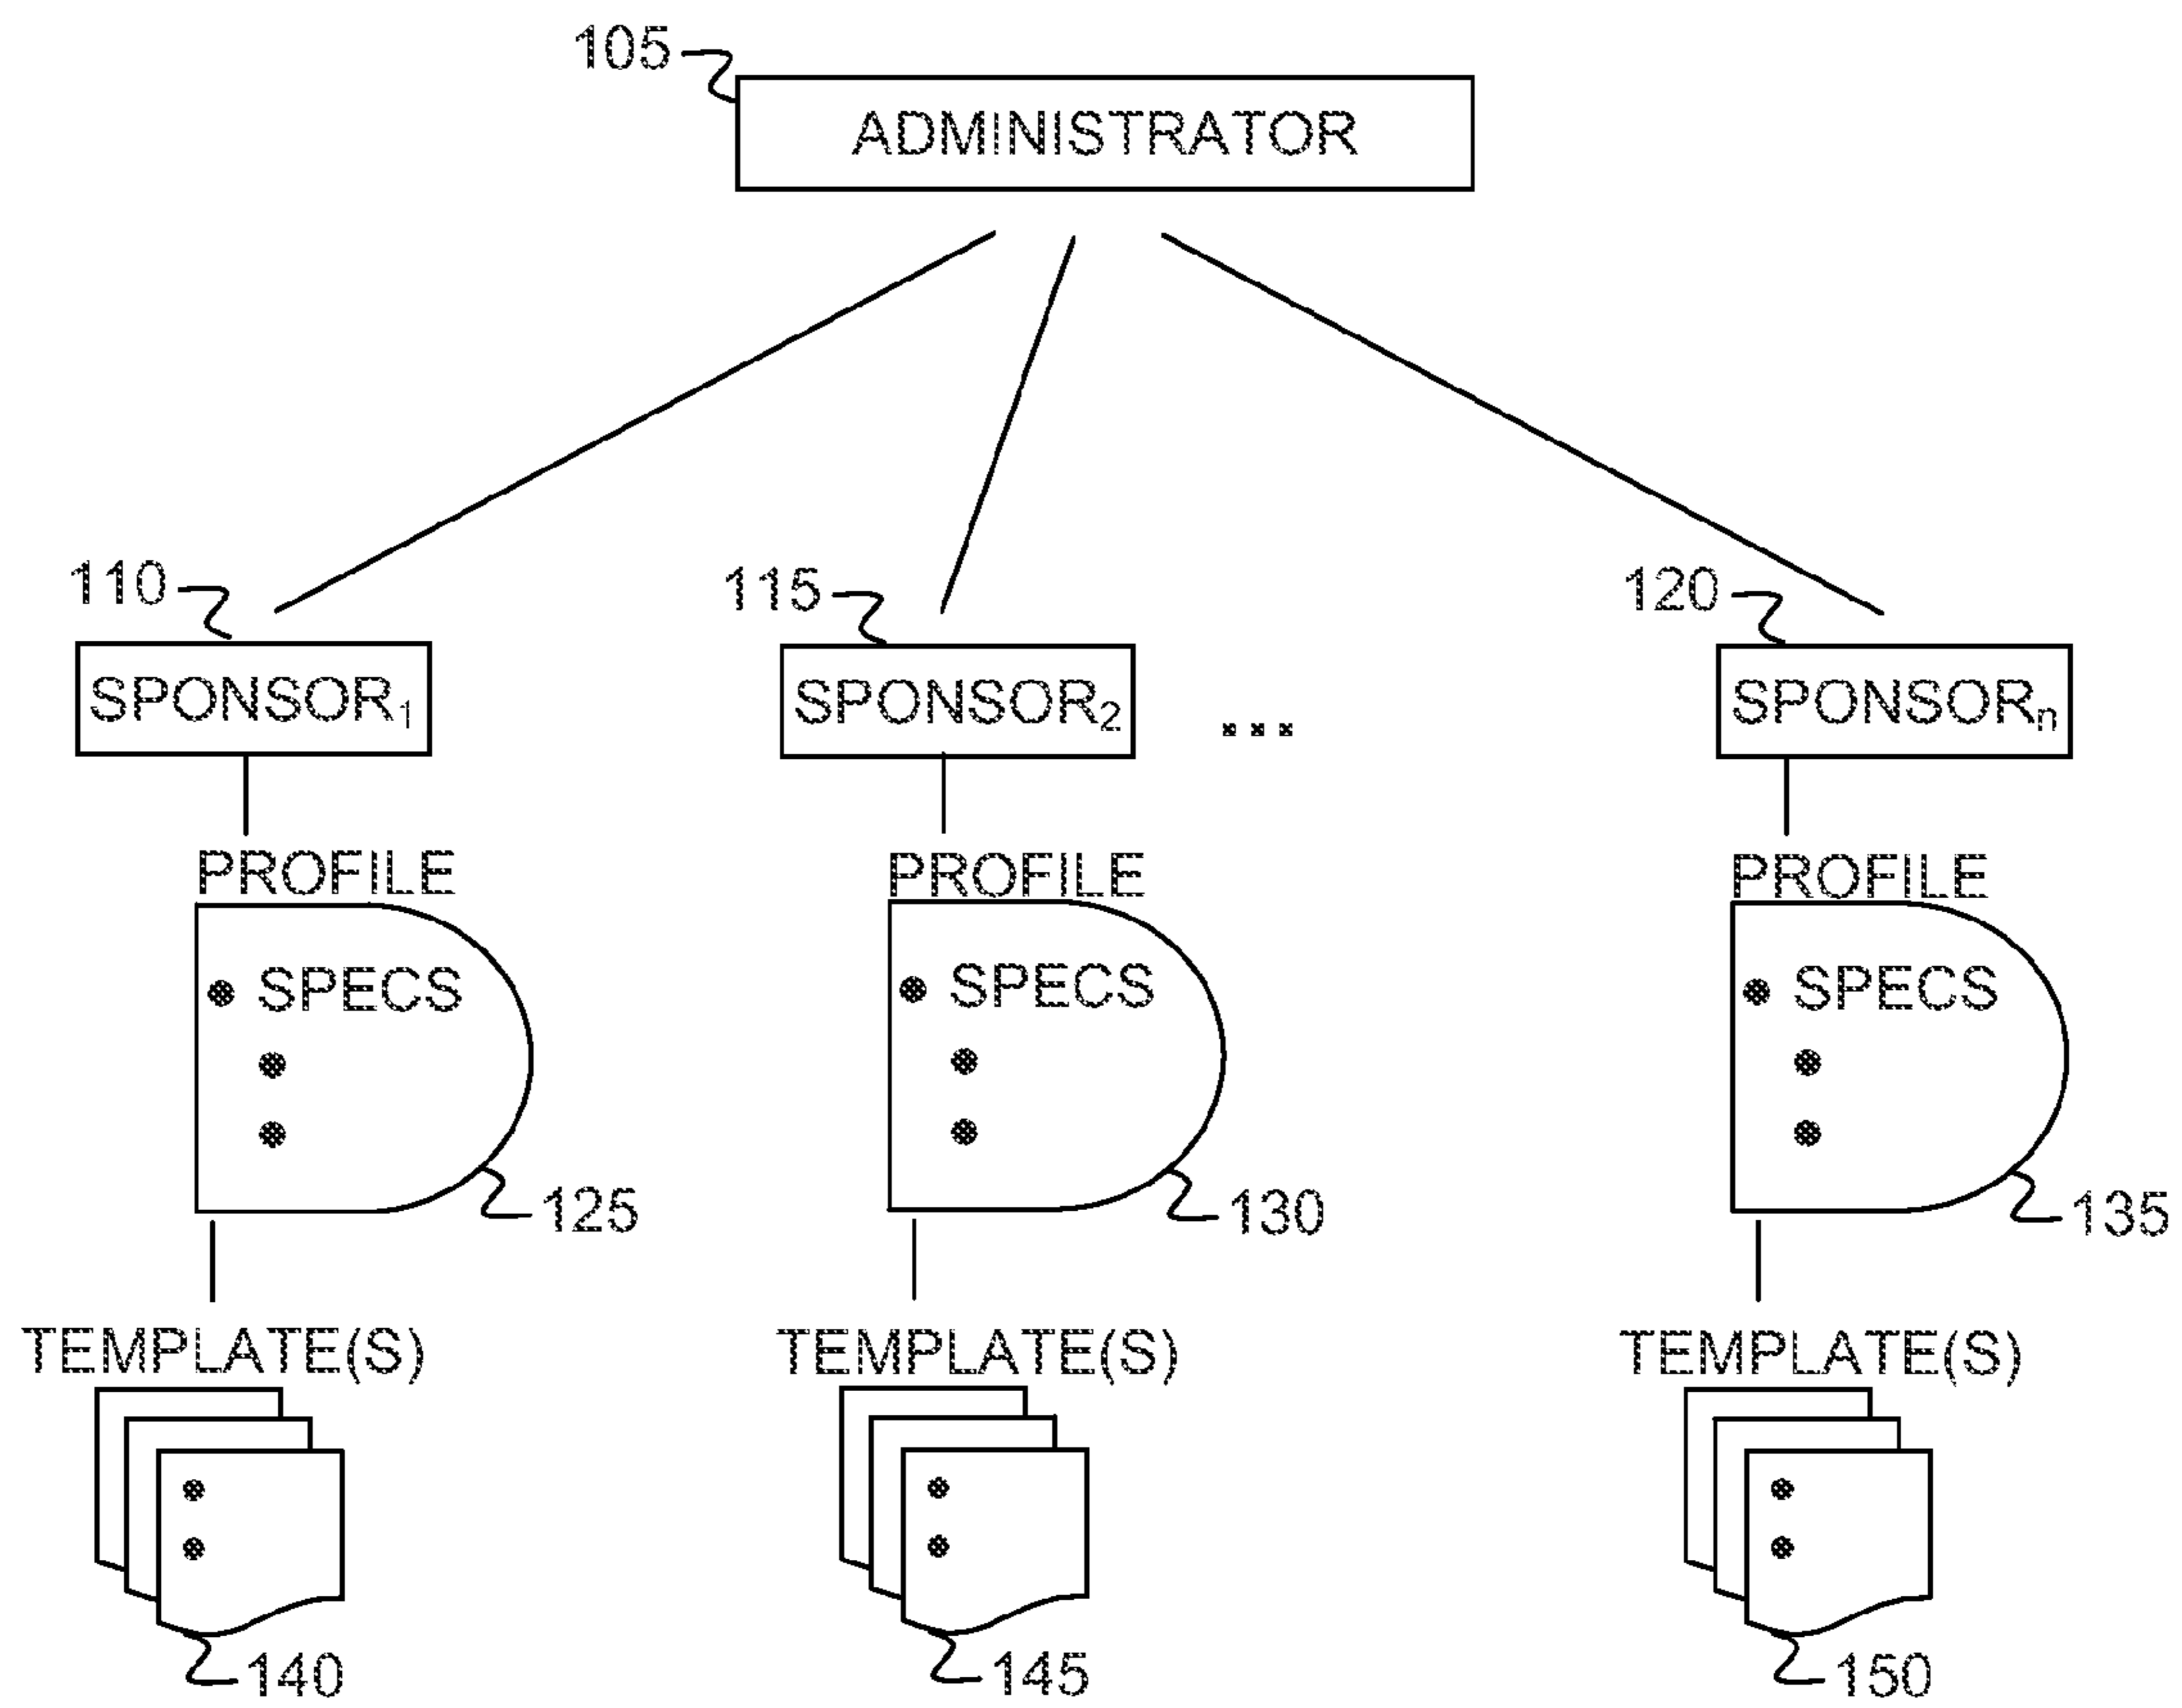 105
ADMINISTRATOR
110 115 120
SPONSOR₁ SPONSOR₂ ... SPONSORₙ
PROFILE PROFILE PROFILE
● SPECS ● SPECS ● SPECS
125 130 135
TEMPLATE(S) TEMPLATE(S) TEMPLATE(S)
140 145 150